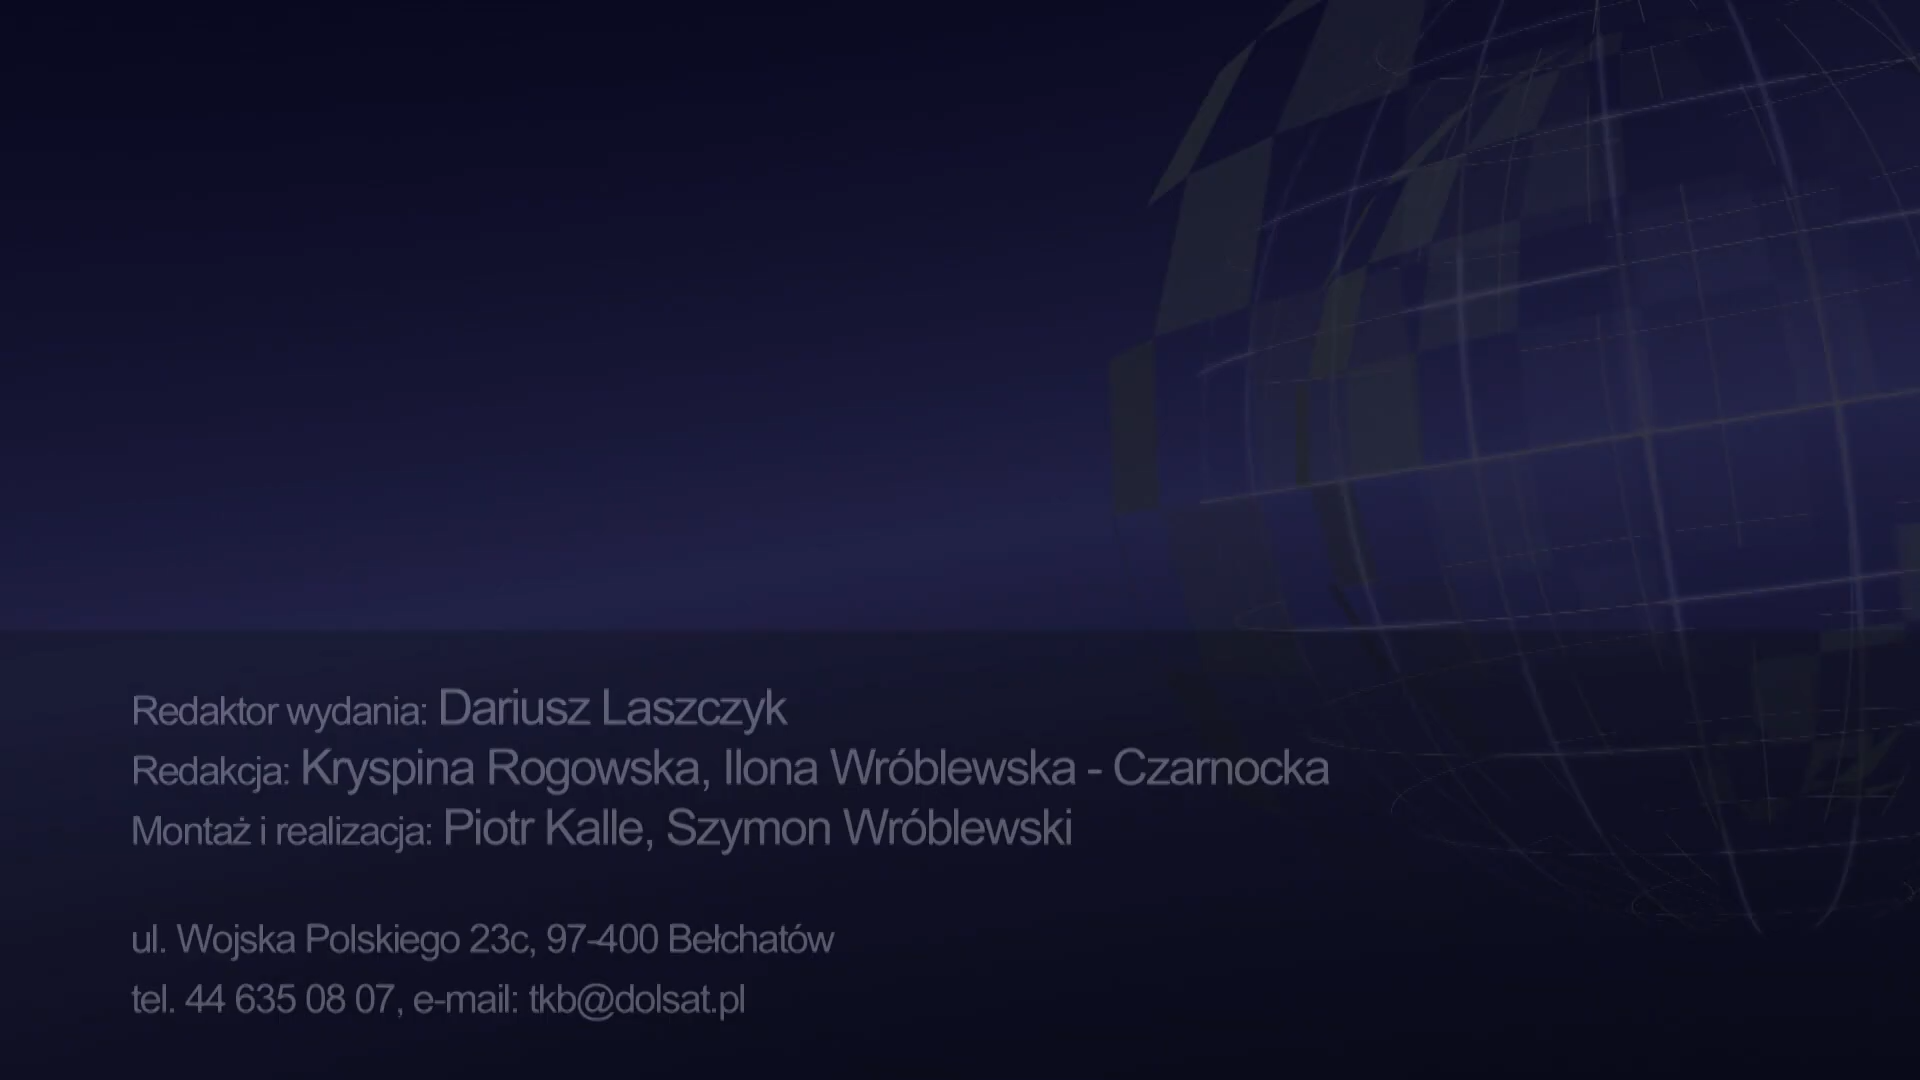 Redaktor wydania: Dariusz Laszczyk
Redakcja: Kryspina Rogowska, Ilona Wróblewska - Czarnocka
Montaż i realizacja: Piotr Kalle, Szymon Wróblewski
ul. Wojska Polskiego 23c, 97-400 Bełchatów
tel. 44 635 08 07, e-mail: tkb@dolsat.pl